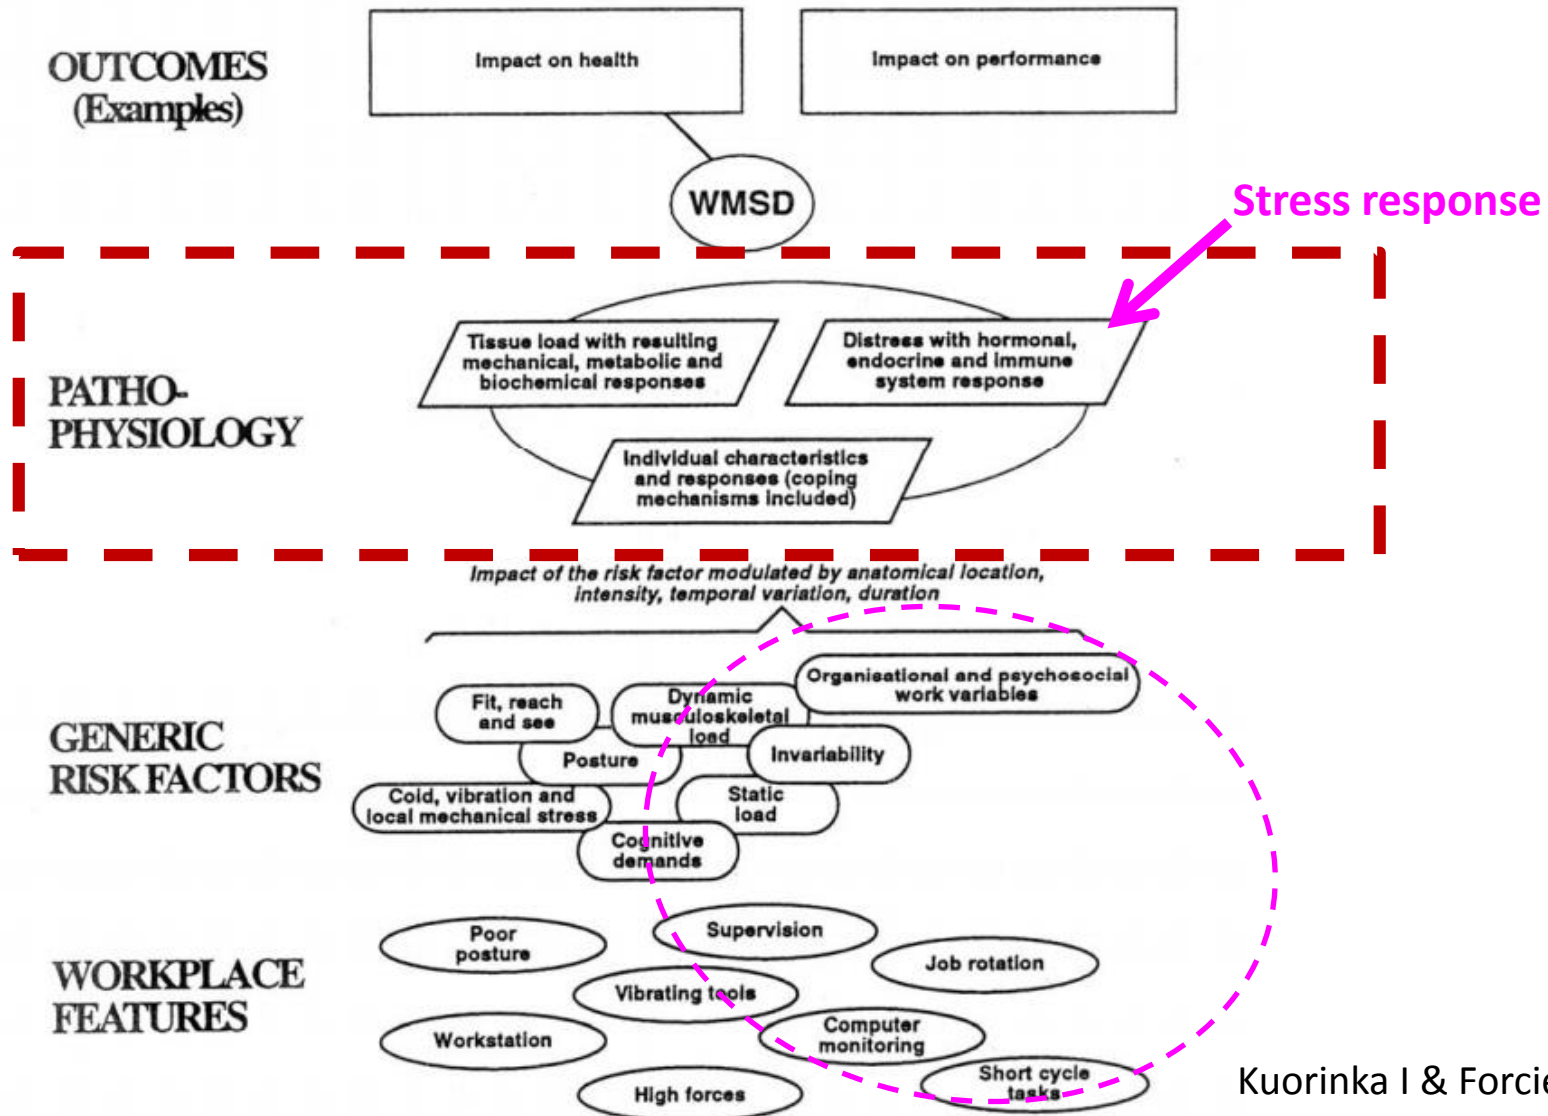 OUTCOMES
(Examples)
Impact on health
Impact on performance
WMSD
Stress response
PATHO-
PHYSIOLOGY
Tissue load with resulting
mechanical, metabolic and
biochemical responses
Distress with hormonal,
endocrine and immune
system response
Individual characteristics
and responses (coping
mechanisms included)
Impact of the risk factor modulated by anatomical location,
intensity, temporal variation, duration
GENERIC
RISK FACTORS
Organisational and psychosocial
work variables
Fit, reach
and see
Dynamic
musculoskeletal
load
Posture
Invariability
Cold, vibration and
local mechanical stress
Static
load
Cognitive
demands
WORKPLACE
FEATURES
Poor
posture
Supervision
Job rotation
Vibrating tools
Workstation
Computer
monitoring
High forces
Short cycle
tasks
Kuorinka I & Forcie